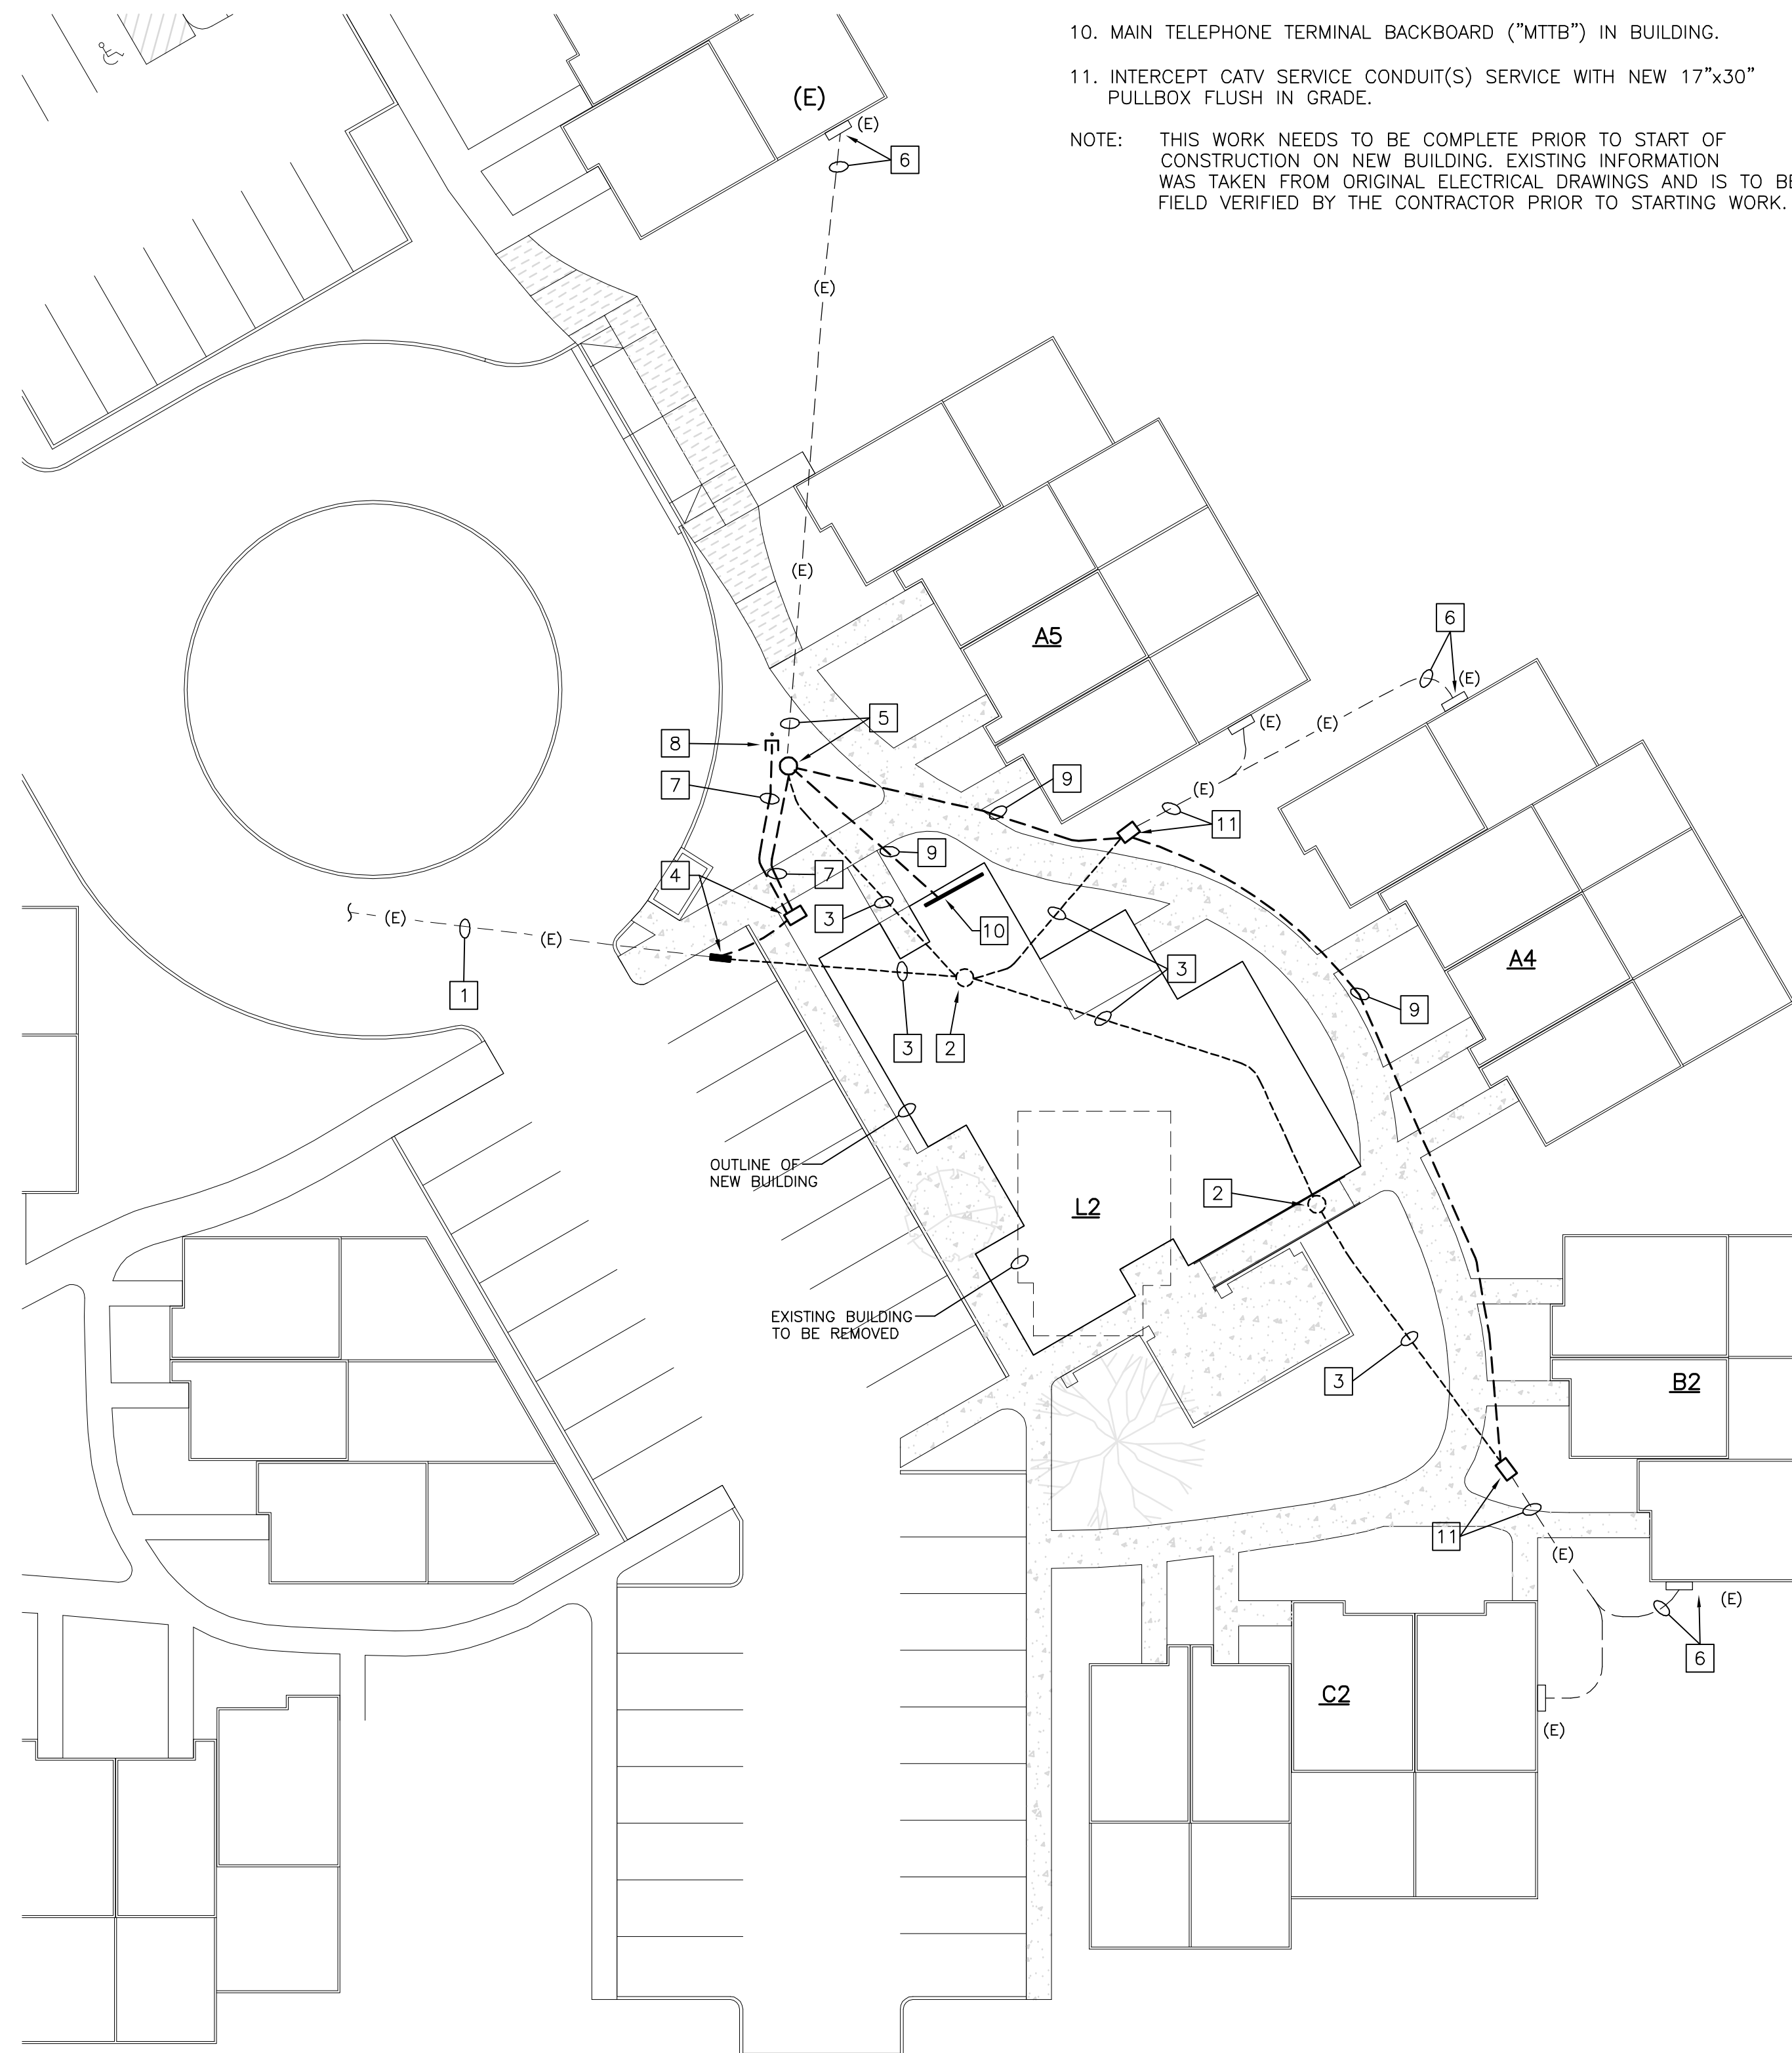 10. MAIN TELEPHONE TERMINAL BACKBOARD ("MTTB") IN BUILDING.
11. INTERCEPT CATV SERVICE CONDUIT(S) SERVICE WITH NEW 17"x30"
PULLBOX FLUSH IN GRADE.
NOTE: THIS WORK NEEDS TO BE COMPLETE PRIOR TO START OF
CONSTRUCTION ON NEW BUILDING. EXISTING INFORMATION
WAS TAKEN FROM ORIGINAL ELECTRICAL DRAWINGS AND IS TO BE
FIELD VERIFIED BY THE CONTRACTOR PRIOR TO STARTING WORK.
(E)
(E)
6
(E)
(E)
A5
6
(E)
(E)
(E)
5
8
7
9
(E)
11
9
7
4
3
10
(E)
(E)
1
3
A4
9
3
2
OUTLINE OF
NEW BUILDING
2
L2
EXISTING BUILDING
TO BE REMOVED
3
B2
11
(E)
(E)
6
C2
(E)